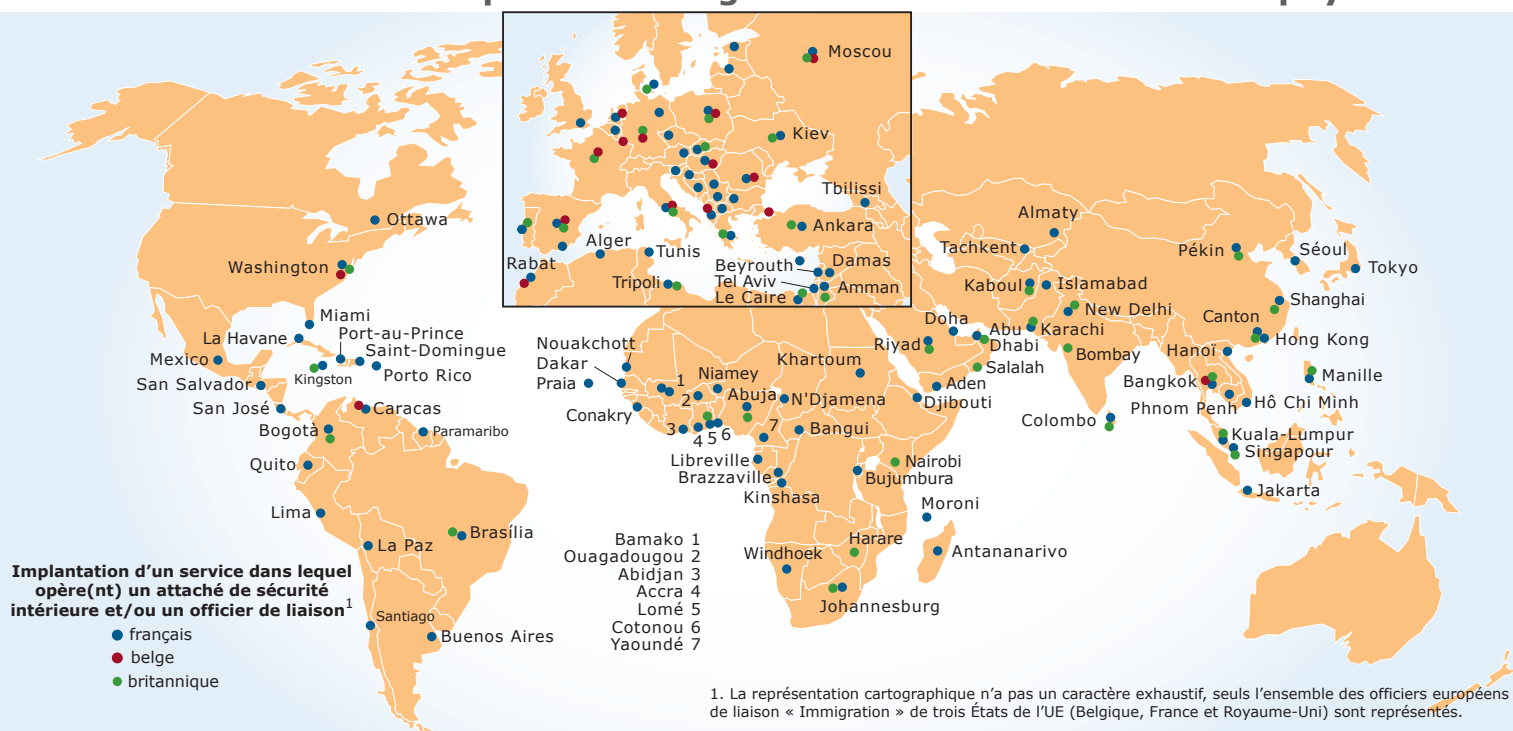 Moscou
Kiev
Tbilissi
Ankara
Alger
Tunis
Rabat
Tripoli
Beyrouth
Damas
Tel Aviv
Amman
Le Caire
Ottawa
Washington
Miami
La Havane
Port-au-Prince
Saint-Domingue
Mexico
Kingston
Porto Rico
San Salvador
San José
Caracas
Bogotà
Paramaribo
Quito
Lima
Brasília
La Paz
Santiago
Buenos Aires
Almaty
Tachkent
Pékin
Séoul
Tokyo
Kaboul
Islamabad
New Delhi
Shanghai
Canton
Hong Kong
Doha
Abu
Dhabi
Karachi
Riyad
Bombay
Hanoï
Salalah
Bangkok
Manille
Nouakchott
Dakar
Praia
Khartoum
Niamey
1
2
Abuja
N'Djamena
Aden
Djibouti
Conakry
Phnom Penh
Hô Chi Mình
Colombo
3
4
5
6
7
Bangui
Kuala-Lumpur
Singapour
Libreville
Nairobi
Brazzaville
Bujumbura
Kinshasa
Jakarta
Moroni
Harare
Windhoek
Antananarivo
Johannesburg
Bamako 1
Ouagadougou 2
Abidjan 3
Accra 4
Lomé 5
Cotonou 6
Yaoundé 7
Implantation d'un service dans lequel
opère(nt) un attaché de sécurité
intérieure et/ou un officier de liaison1
français
belge
britannique
1. La représentation cartographique n'a pas un caractère exhaustif, seuls l'ensemble des officiers européens
de liaison « Immigration » de trois États de l'UE (Belgique, France et Royaume-Uni) sont représentés.